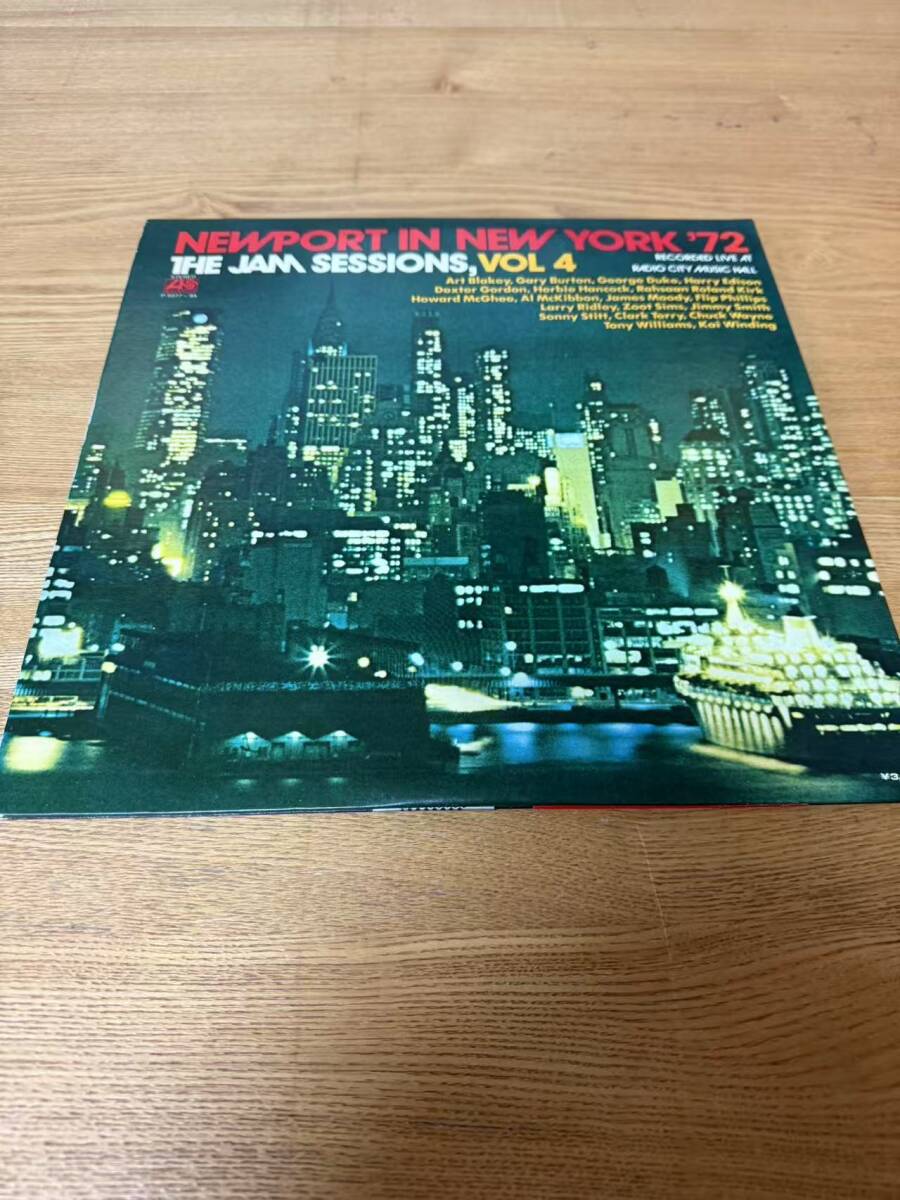 NEWPORT IN NEW YORK '72
THE JAM SESSIONS, VOL 4
RECORDED LIVE AT
RADIO CITY MUSIC HALL
Art Blakey, Gary Burton, George Duke, Harry Edison
Dexter Gordon, Herbie Hancock, Rahsaan Roland Kirk
Howard McGhee, Al McKibbon, James Moody, Flip Phillips
Larry Ridley, Zoot Sims, Jimmy Smith
Sonny Stitt, Clark Terry, Chuck Wayne
Tony Williams, Kai Winding